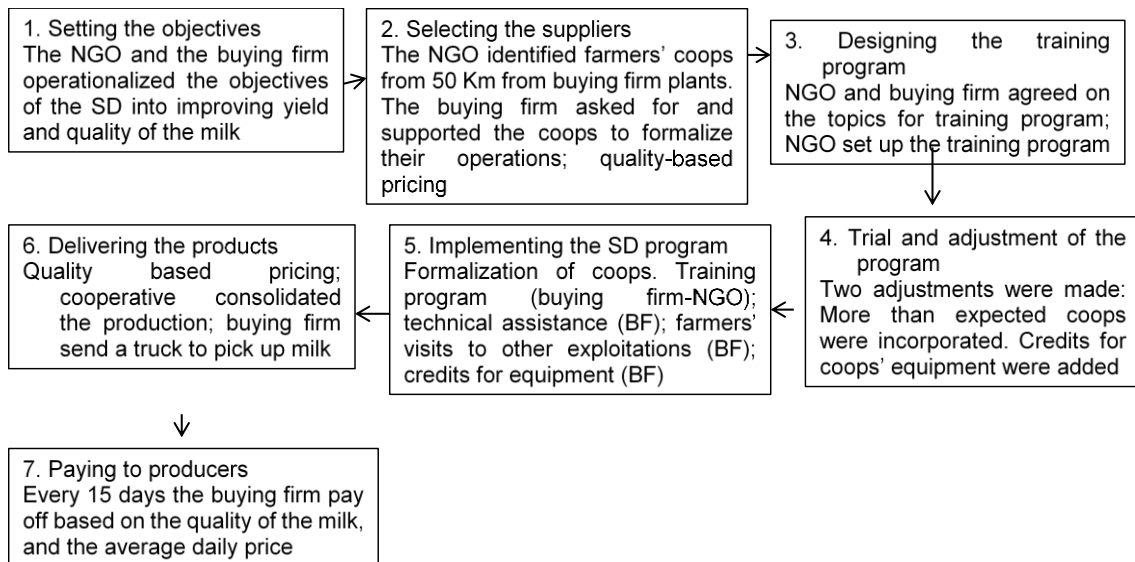 1. Setting the objectives
The NGO and the buying firm
operationalized the objectives
of the SD into improving yield
and quality of the milk
2. Selecting the suppliers
The NGO identified farmers' coops
from 50 Km from buying firm plants.
The buying firm asked for and
supported the coops to formalize
their operations; quality-based
pricing
3. Designing the training
program
NGO and buying firm agreed on
the topics for training program;
NGO set up the training program
4. Trial and adjustment of the
program
Two adjustments were made:
More than expected coops
were incorporated. Credits for
coops' equipment were added
5. Implementing the SD program
Formalization of coops. Training
program (buying firm-NGO);
technical assistance (BF); farmers'
visits to other exploitations (BF);
credits for equipment (BF)
6. Delivering the products
Quality based pricing;
cooperative consolidated
the production; buying firm
send a truck to pick up milk
7. Paying to producers
Every 15 days the buying firm pay
off based on the quality of the milk,
and the average daily price